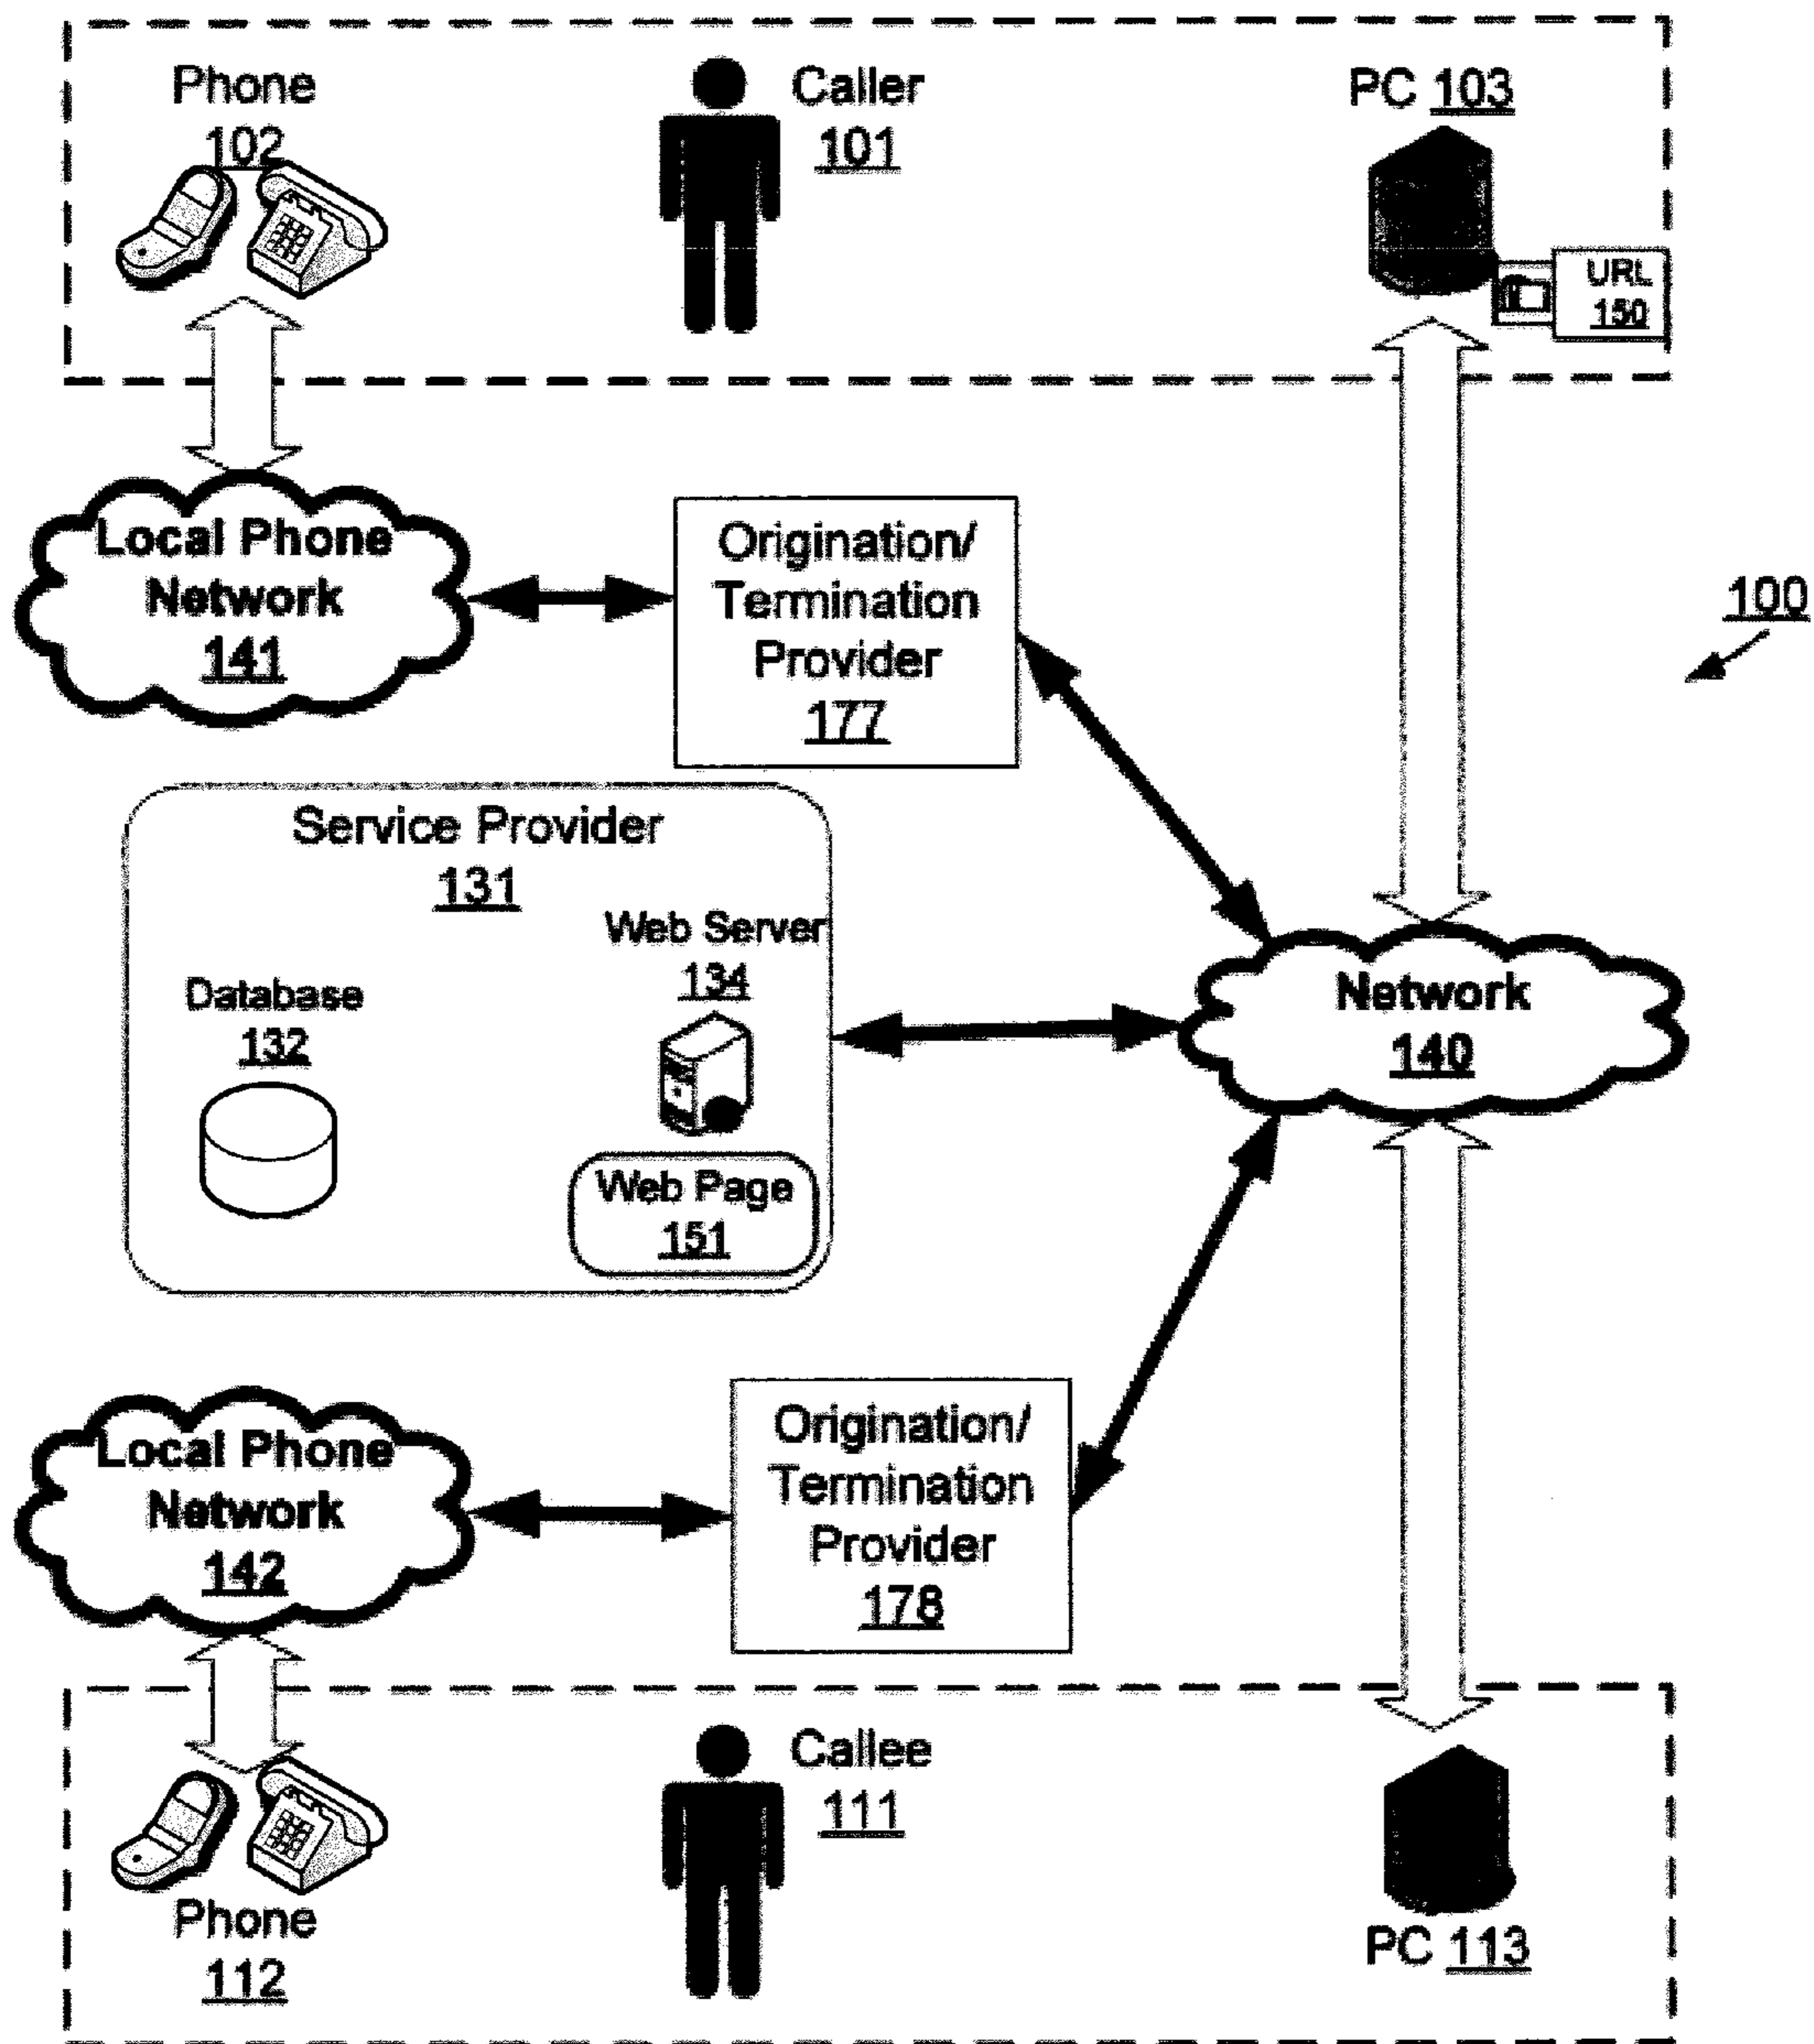 Phone
102
Caller
101
PC 103
URL
150
Local Phone
Network
141
Origination/
Termination
Provider
177
100
Service Provider
131
Web Server
134
Database
132
Web Page
151
Network
140
Local Phone
Network
142
Origination/
Termination
Provider
178
Callee
111
Phone
112
PC 113